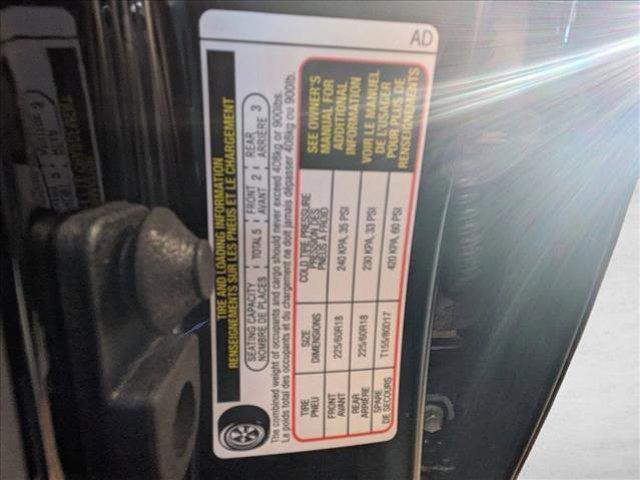 AD
TIRE AND LOADING INFORMATION
RENSEIGNEMENTS SUR LES PNEUS ET LE CHARGEMENT
SEATING CAPACITY TOTAL 5 FRONT 2 REAR 3
NOMBRE DE PLACES AVANT ARRIÈRE
The combined weight of occupants and cargo should never exceed 408kg or 900lbs.
Le poids total des occupants et du chargement ne doit jamais dépasser 408kg ou 900lb.
TIRE SIZE COLD TIRE PRESSURE
PNEU DIMENSIONS PRESSION DES
PNEUS À FROID
FRONT 225/60R18 240 KPA, 35 PSI
AVANT
REAR 225/60R18 230 KPA, 33 PSI
ARRIÈRE
SPARE T155/80D17 420 KPA, 60 PSI
DE SECOURS
SEE OWNER'S
MANUAL FOR
ADDITIONAL
INFORMATION
VOIR LE MANUEL
DE L'USAGER
POUR PLUS DE
RENSEIGNEMENTS